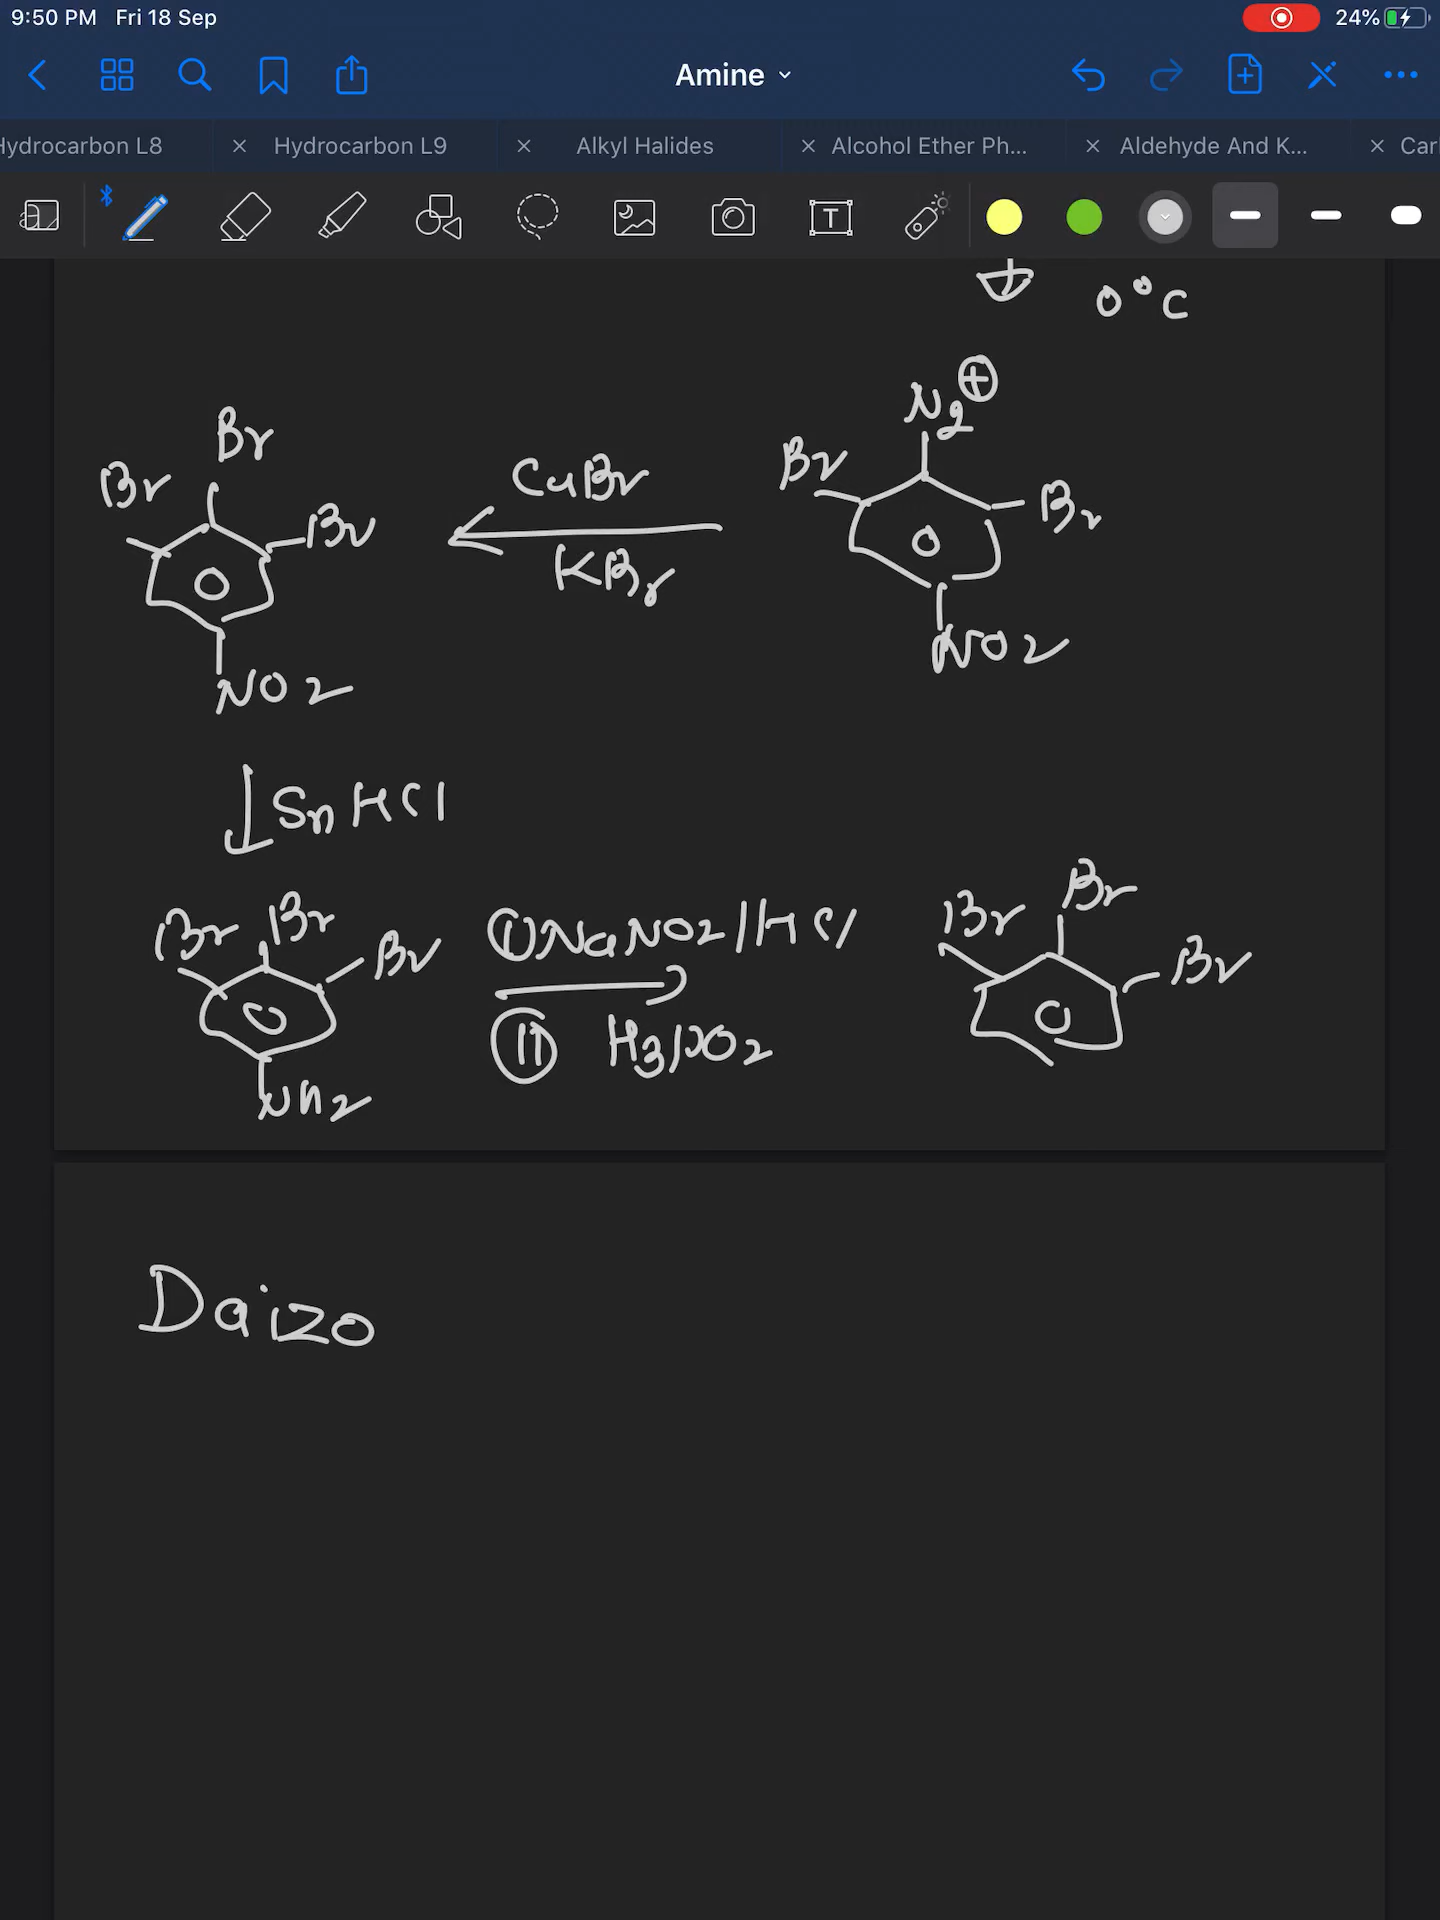 9:50 PM Fri 18 Sep
24%
Amine
Hydrocarbon L8
Hydrocarbon L9
Alkyl Halides
Alcohol Ether Ph...
Aldehyde And K...
Car
T
0°C
N2⊕
Br
Br
NO2
CuBr
KBr
Br
Br
Br
NO2
Sn HCl
Br Br
Br
NH2
① NaNO2/HCl
Ⅱ H3PO2
Br Br
Br
Daizo